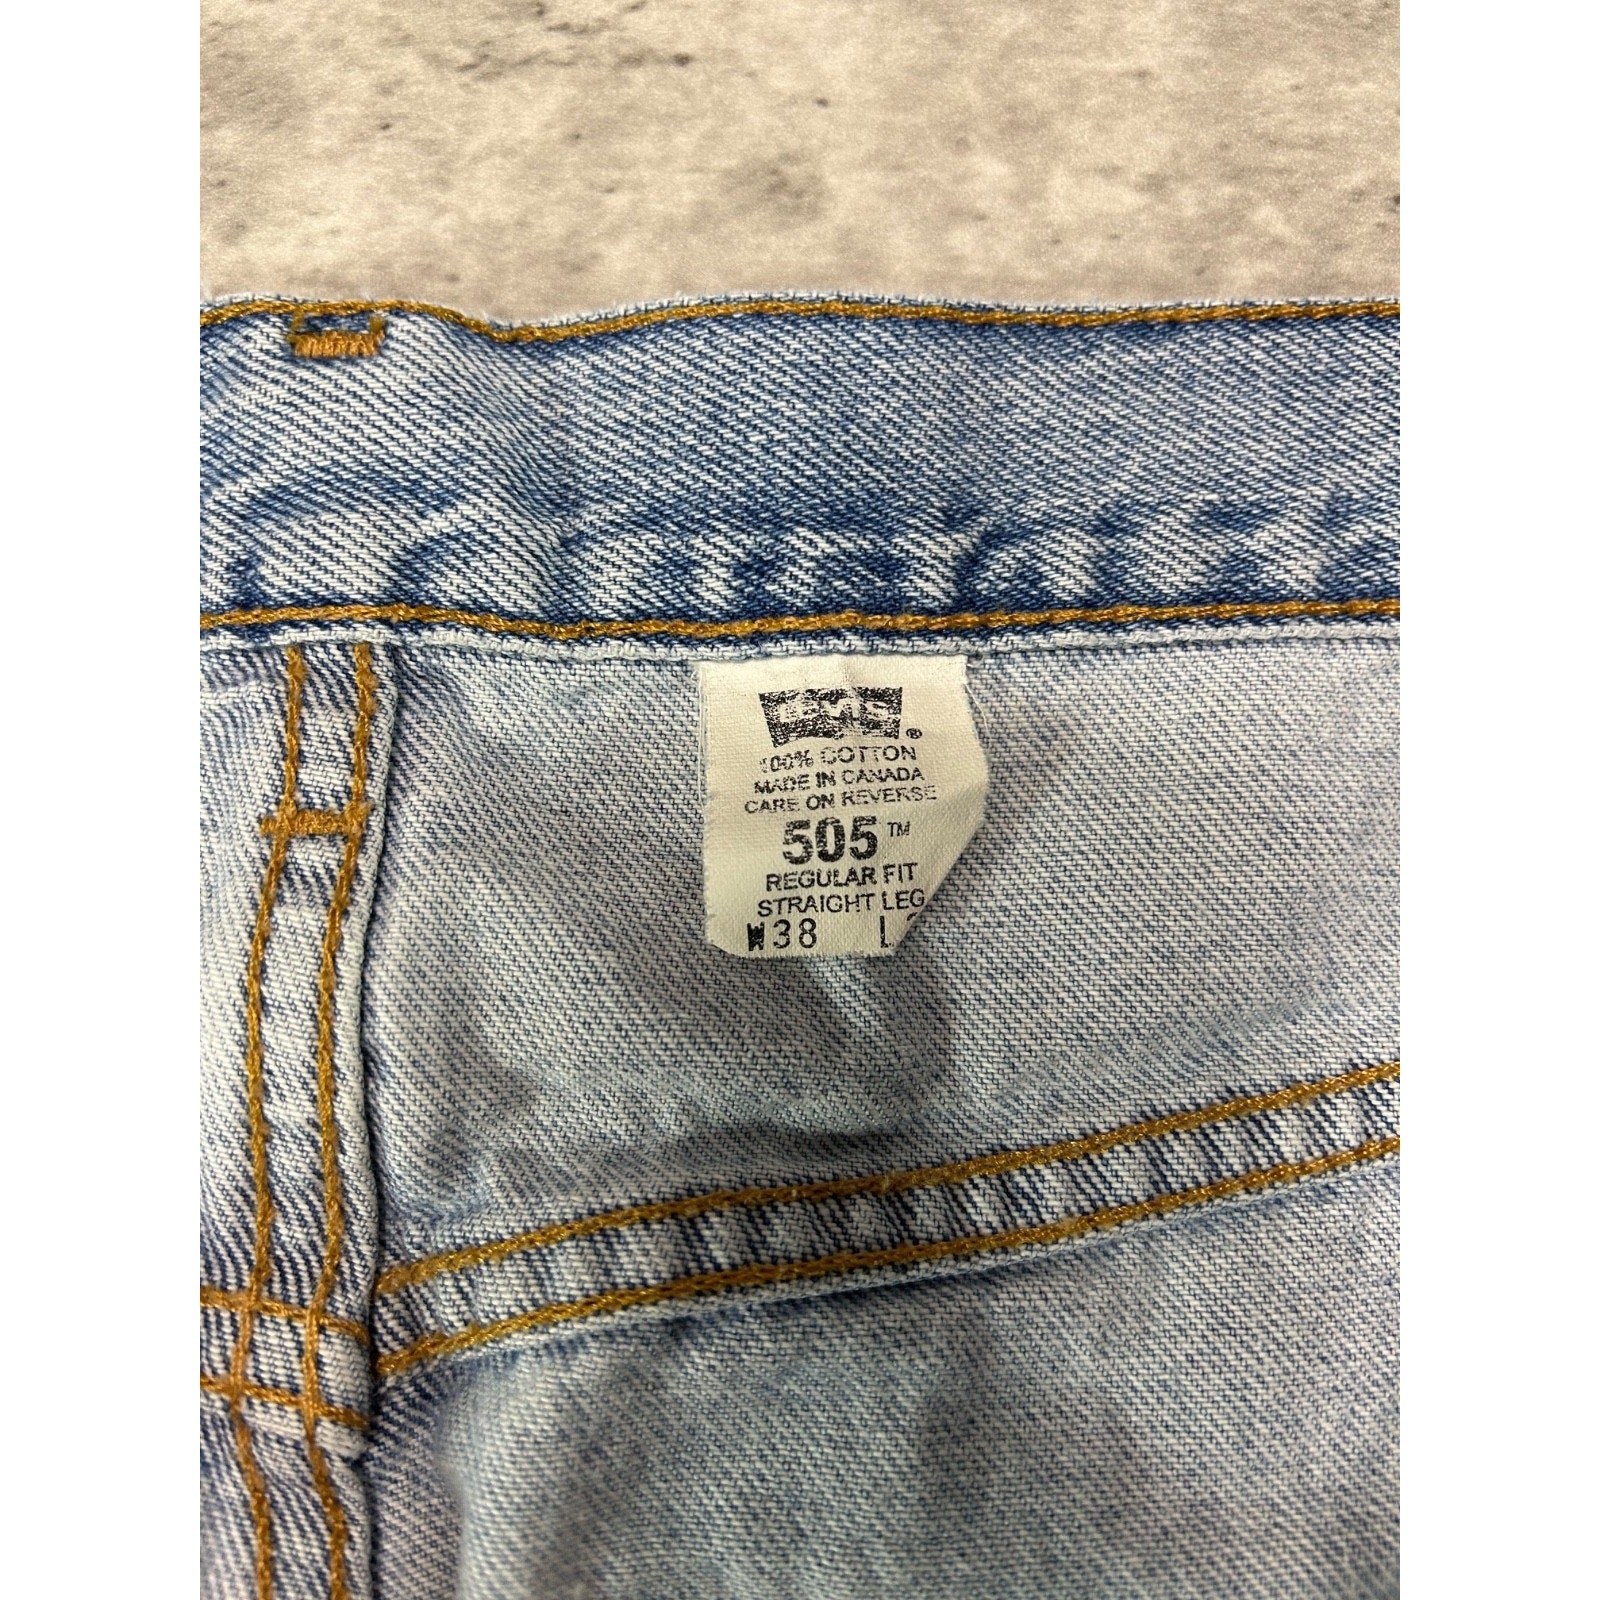 Levi's ®
100% COTTON
MADE IN CANADA
CARE ON REVERSE
505™
REGULAR FIT
STRAIGHT LEG
W38 L